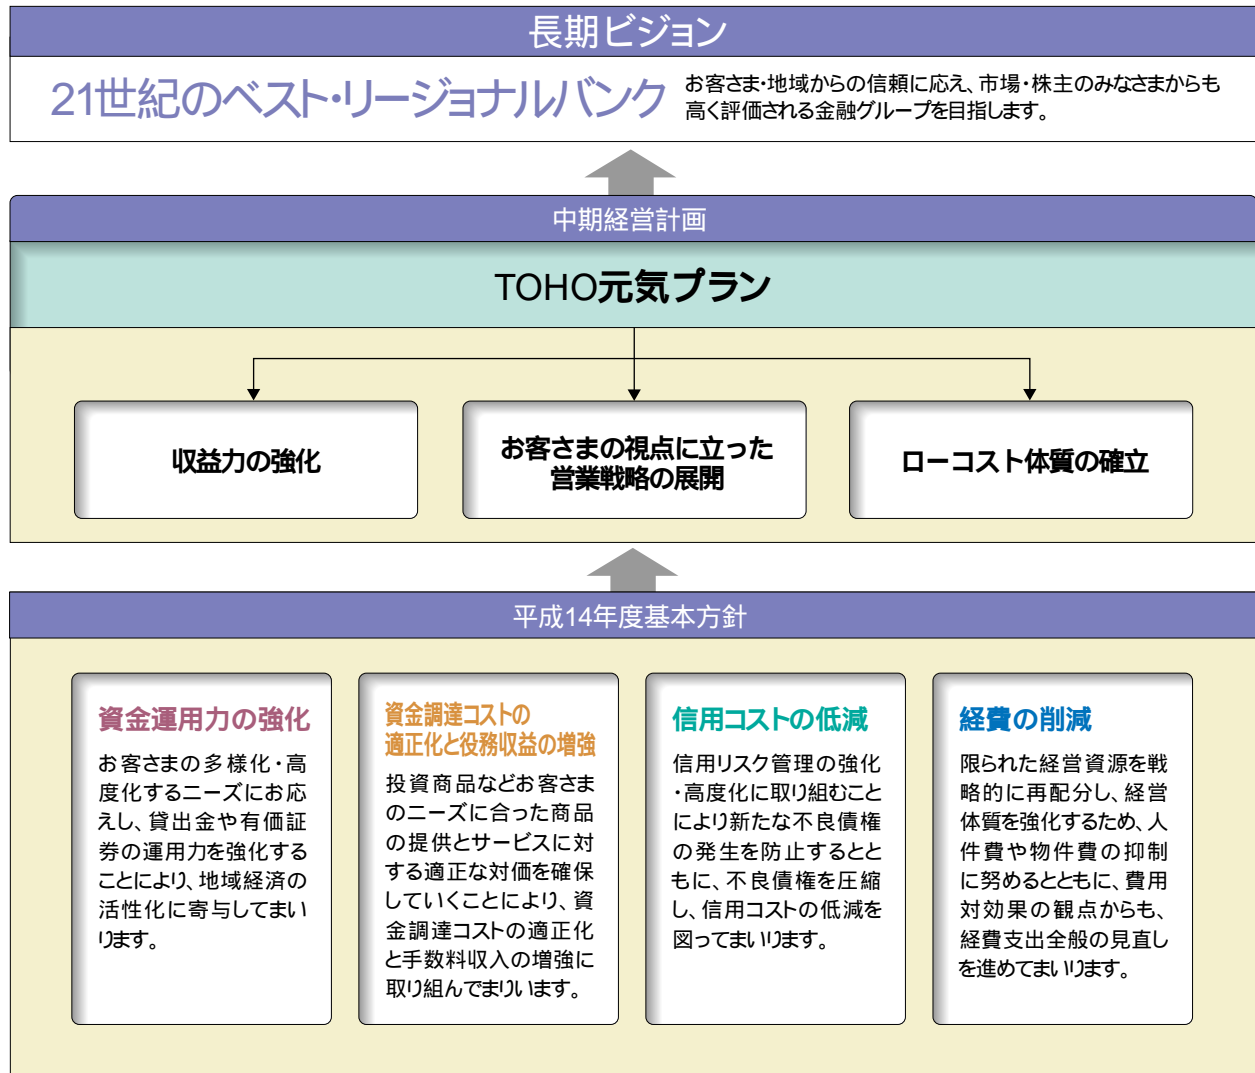 長期ビジョン
21世紀のベスト・リージョナルバンク
お客さま・地域からの信頼に応え、市場・株主のみなさまからも
高く評価される金融グループを目指します。
中期経営計画
TOHO元気プラン
収益力の強化
お客さまの視点に立った
営業戦略の展開
ローコスト体質の確立
平成14年度基本方針
資金運用力の強化
お客さまの多様化・高
度化するニーズにお応
えし、貸出金や有価証
券の運用力を強化する
ことにより、地域経済の
活性化に寄与してまい
ります。
資金調達コストの
適正化と役務収益の増強
投資商品などお客さま
のニーズに合った商品
の提供とサービスに対
する適正な対価を確保
していくことにより、資
金調達コストの適正化
と手数料収入の増強に
取り組んでまりいます。
信用コストの低減
信用リスク管理の強化
・高度化に取り組むこと
により新たな不良債権
の発生を防止するとと
もに、不良債権を圧縮
し、信用コストの低減を
図ってまいります。
経費の削減
限られた経営資源を戦
略的に再配分し、経営
体質を強化するため、人
件費や物件費の抑制
に努めるとともに、費用
対効果の観点からも、
経費支出全般の見直し
を進めてまいります。